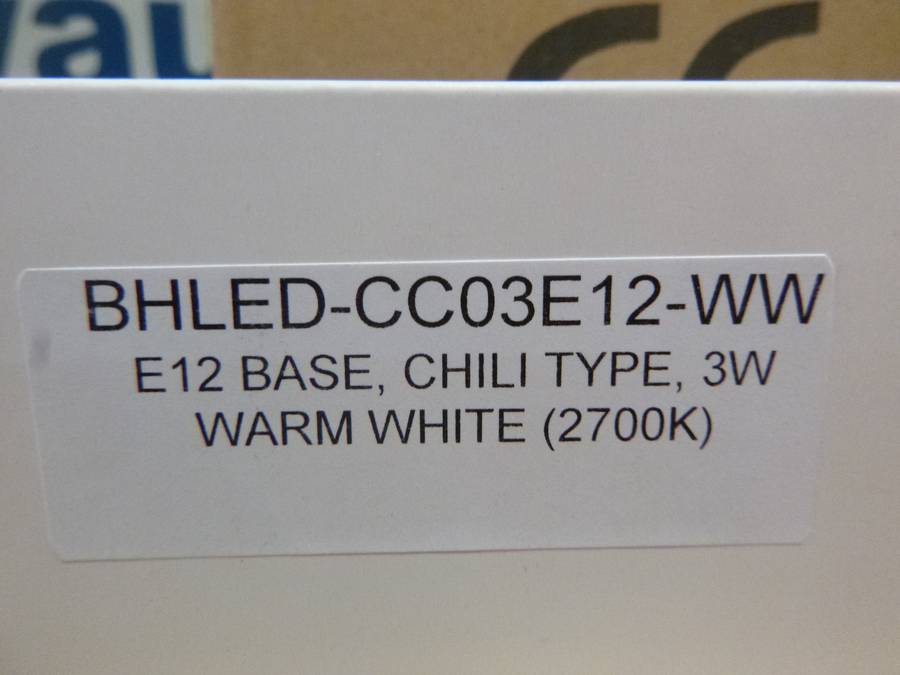 BHLED-CC03E12-WW
E12 BASE, CHILI TYPE, 3W
WARM WHITE (2700K)